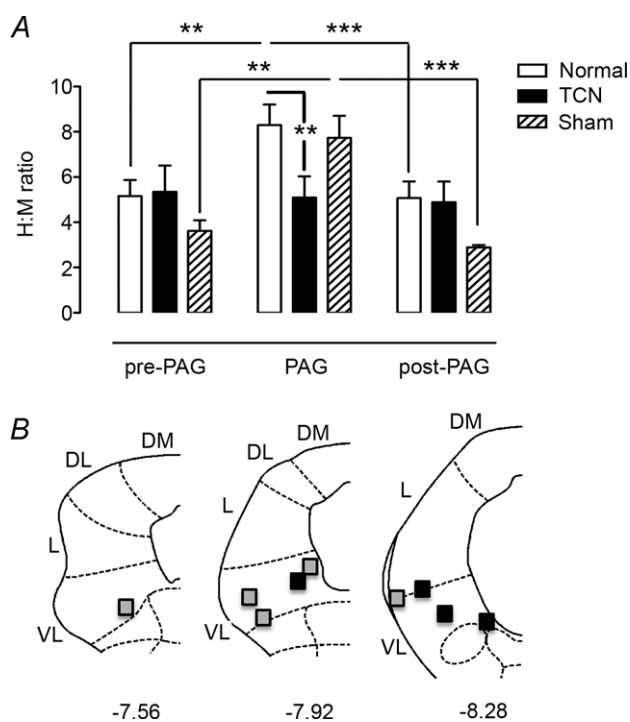 A
** ***
** ***
**
10
8
6
4
2
0
H:M ratio
Normal
TCN
Sham
pre-PAG PAG post-PAG
B
DM
DL
L
VL
DM
DL
L
VL
DM
L
VL
-7.56 -7.92 -8.28